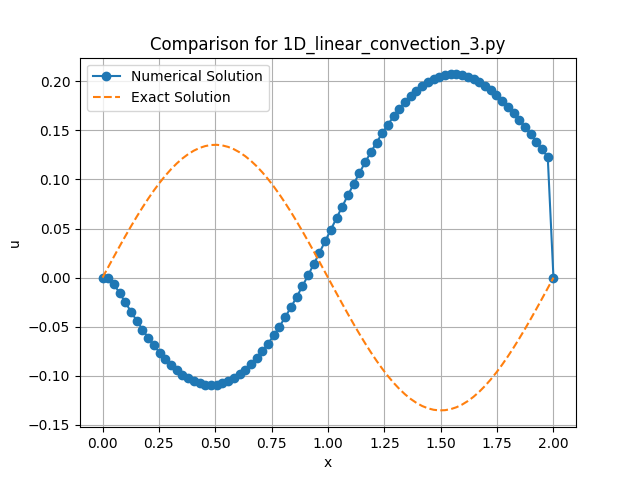 Comparison for 1D_linear_convection_3.py
Numerical Solution
Exact Solution
0.20
0.15
0.10
0.05
0.00
−0.05
−0.10
−0.15
u
0.00 0.25 0.50 0.75 1.00 1.25 1.50 1.75 2.00
x